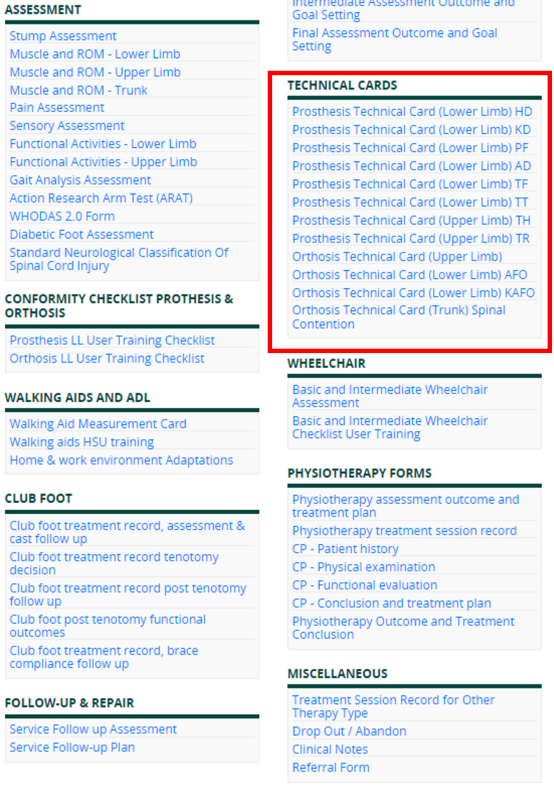 ASSESSMENT
Stump Assessment
Muscle and ROM - Lower Limb
Muscle and ROM - Upper Limb
Muscle and ROM - Trunk
Pain Assessment
Sensory Assessment
Functional Activities - Lower Limb
Functional Activities - Upper Limb
Gait Analysis Assessment
Action Research Arm Test (ARAT)
WHODAS 2.0 Form
Diabetic Foot Assessment
Standard Neurological Classification Of
Spinal Cord Injury
CONFORMITY CHECKLIST PROTHESIS &
ORTHOSIS
Prosthesis LL User Training Checklist
Orthosis LL User Training Checklist
WALKING AIDS AND ADL
Walking Aid Measurement Card
Walking aids HSU training
Home & work environment Adaptations
CLUB FOOT
Club foot treatment record, assessment &
cast follow up
Club foot treatment record tenotomy
decision
Club foot treatment record post tenotomy
follow up
Club foot post tenotomy functional
outcomes
Club foot treatment record, brace
compliance follow up
FOLLOW-UP & REPAIR
Service Follow up Assessment
Service Follow-up Plan
Intermediate Assessment Outcome and
Goal Setting
Final Assessment Outcome and Goal
Setting
TECHNICAL CARDS
Prosthesis Technical Card (Lower Limb) HD
Prosthesis Technical Card (Lower Limb) KD
Prosthesis Technical Card (Lower Limb) PF
Prosthesis Technical Card (Lower Limb) AD
Prosthesis Technical Card (Lower Limb) TF
Prosthesis Technical Card (Lower Limb) TT
Prosthesis Technical Card (Upper Limb) TH
Prosthesis Technical Card (Upper Limb) TR
Orthosis Technical Card (Upper Limb)
Orthosis Technical Card (Lower Limb) AFO
Orthosis Technical Card (Lower Limb) KAFO
Orthosis Technical Card (Trunk) Spinal
Contention
WHEELCHAIR
Basic and Intermediate Wheelchair
Assessment
Basic and Intermediate Wheelchair
Checklist User Training
PHYSIOTHERAPY FORMS
Physiotherapy assessment outcome and
treatment plan
Physiotherapy treatment session record
CP - Patient history
CP - Physical examination
CP - Functional evaluation
CP - Conclusion and treatment plan
Physiotherapy Outcome and Treatment
Conclusion
MISCELLANEOUS
Treatment Session Record for Other
Therapy Type
Drop Out / Abandon
Clinical Notes
Referral Form